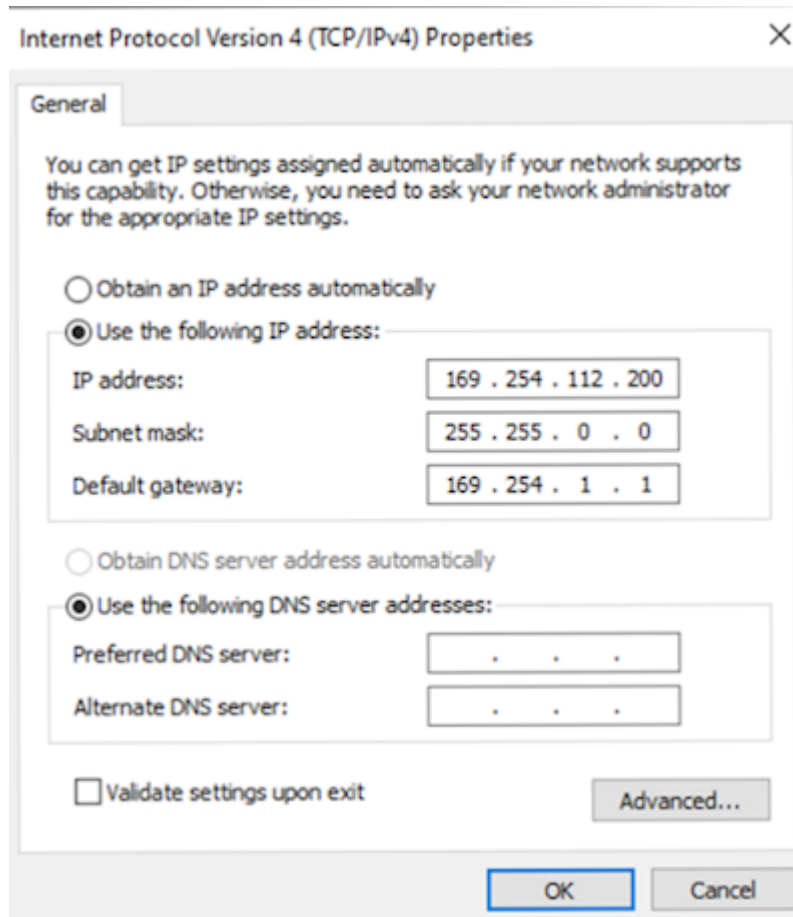 Internet Protocol Version 4 (TCP/IPv4) Properties
General
You can get IP settings assigned automatically if your network supports
this capability. Otherwise, you need to ask your network administrator
for the appropriate IP settings.
Obtain an IP address automatically
Use the following IP address:
IP address: 169 . 254 . 112 . 200
Subnet mask: 255 . 255 . 0 . 0
Default gateway: 169 . 254 . 1 . 1
Obtain DNS server address automatically
Use the following DNS server addresses:
Preferred DNS server: . . .
Alternate DNS server: . . .
Validate settings upon exit
Advanced...
OK Cancel